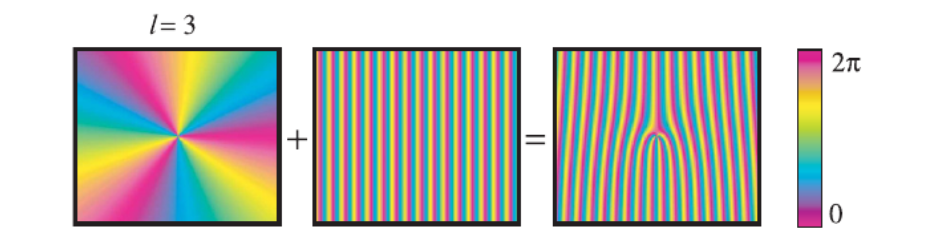 l = 3
+
=
2π
0